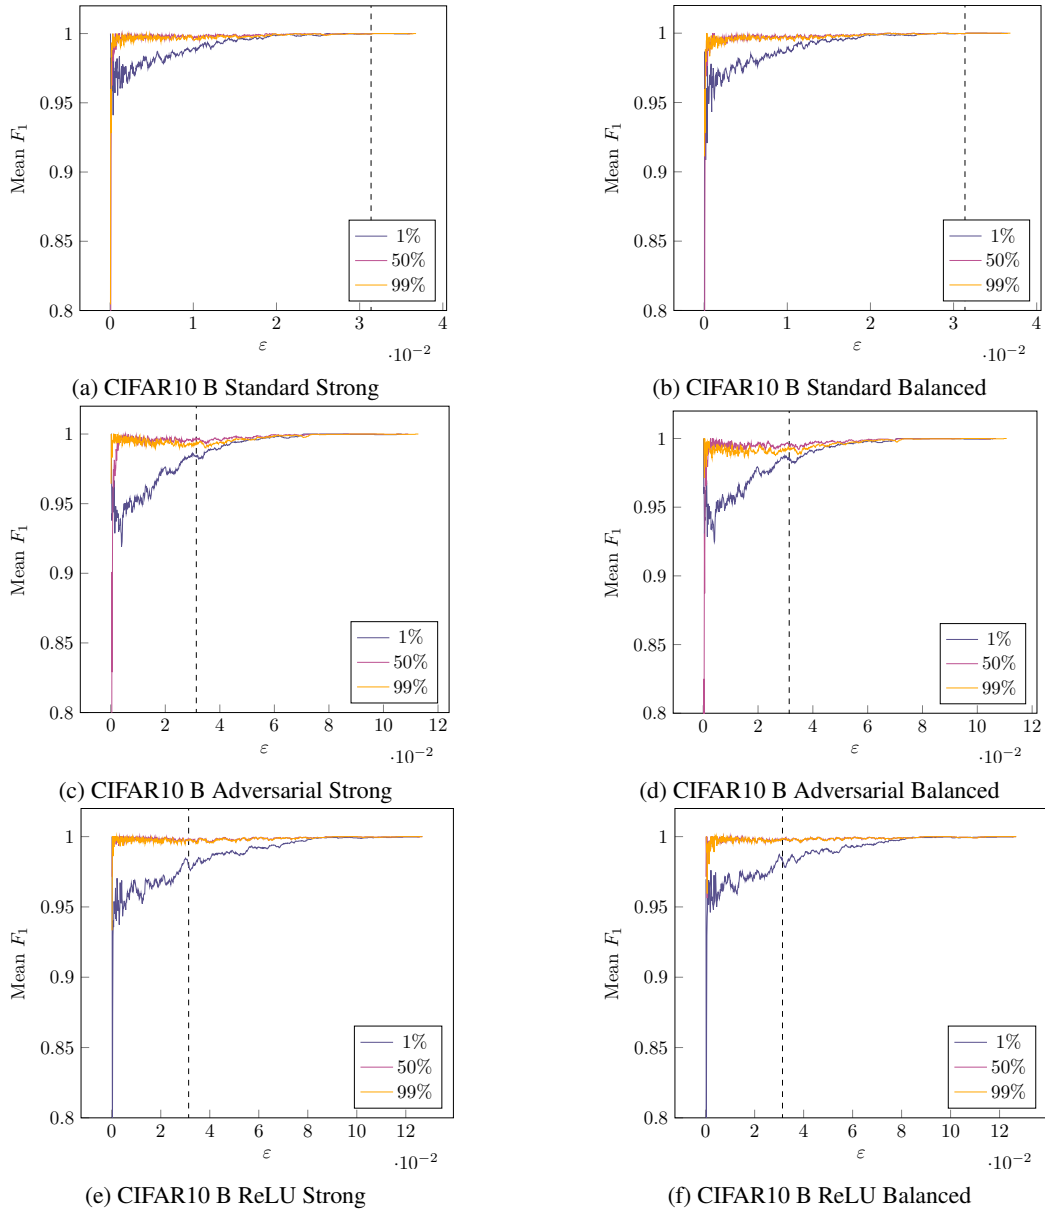 1
0.95
0.9
0.85
0.8
Mean F₁
0 1 2 3 4
ε
·10⁻²
1%
50%
99%
(a) CIFAR10 B Standard Strong
1
0.95
0.9
0.85
0.8
Mean F₁
0 1 2 3 4
ε
·10⁻²
1%
50%
99%
(b) CIFAR10 B Standard Balanced
1
0.95
0.9
0.85
0.8
Mean F₁
0 2 4 6 8 10 12
ε
·10⁻²
1%
50%
99%
(c) CIFAR10 B Adversarial Strong
1
0.95
0.9
0.85
0.8
Mean F₁
0 2 4 6 8 10 12
ε
·10⁻²
1%
50%
99%
(d) CIFAR10 B Adversarial Balanced
1
0.95
0.9
0.85
0.8
Mean F₁
0 2 4 6 8 10 12
ε
·10⁻²
1%
50%
99%
(e) CIFAR10 B ReLU Strong
1
0.95
0.9
0.85
0.8
Mean F₁
0 2 4 6 8 10 12
ε
·10⁻²
1%
50%
99%
(f) CIFAR10 B ReLU Balanced